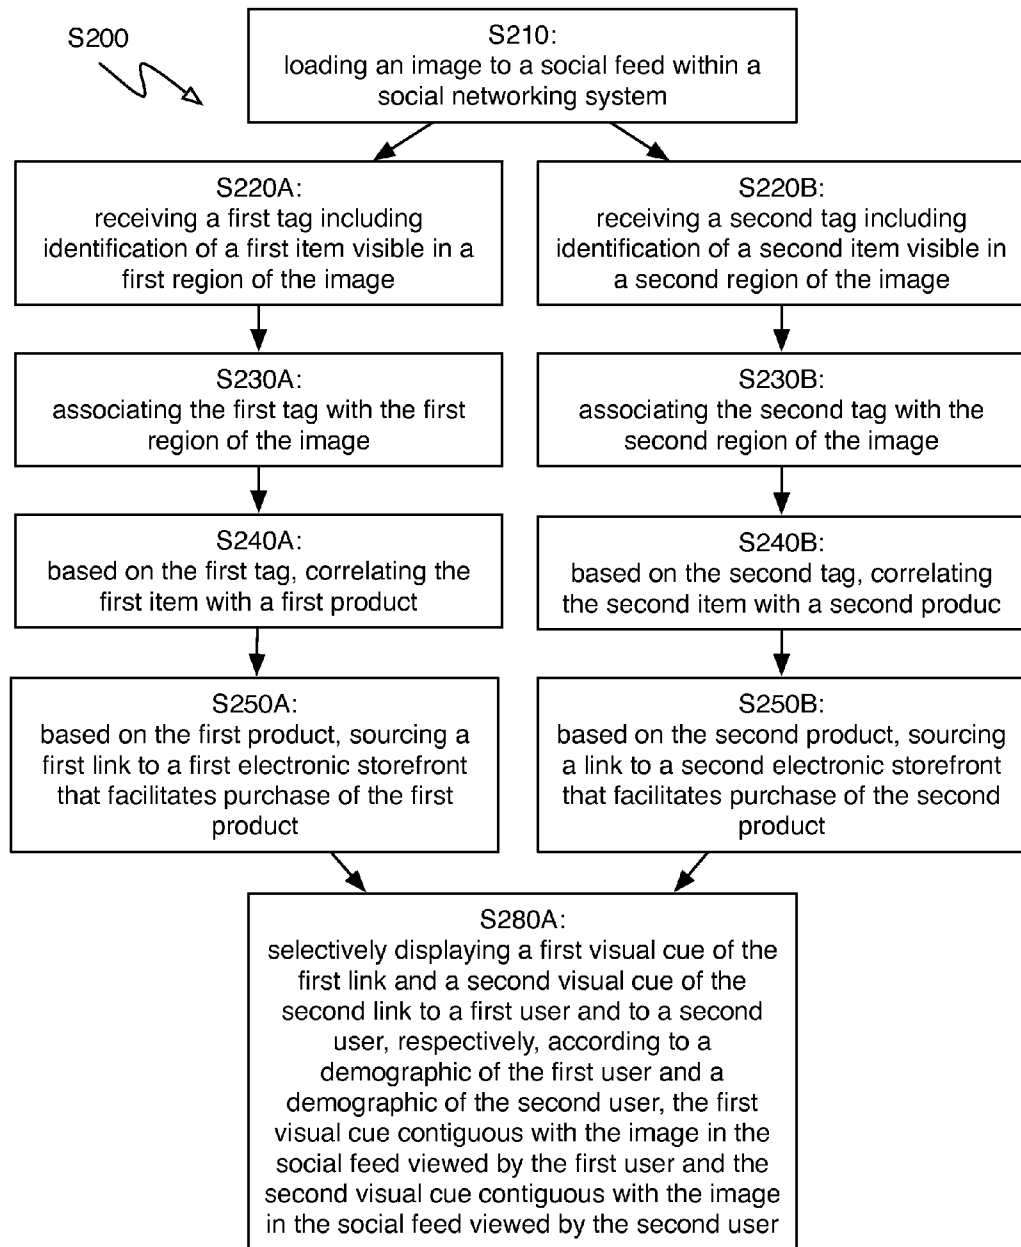 S200
S210:
loading an image to a social feed within a
social networking system
S220A:
receiving a first tag including
identification of a first item visible in a
first region of the image
S220B:
receiving a second tag including
identification of a second item visible in
a second region of the image
S230A:
associating the first tag with the first
region of the image
S230B:
associating the second tag with the
second region of the image
S240A:
based on the first tag, correlating the
first item with a first product
S240B:
based on the second tag, correlating
the second item with a second produc
S250A:
based on the first product, sourcing a
first link to a first electronic storefront
that facilitates purchase of the first
product
S250B:
based on the second product, sourcing
a link to a second electronic storefront
that facilitates purchase of the second
product
S280A:
selectively displaying a first visual cue of the
first link and a second visual cue of the
second link to a first user and to a second
user, respectively, according to a
demographic of the first user and a
demographic of the second user, the first
visual cue contiguous with the image in the
social feed viewed by the first user and the
second visual cue contiguous with the image
in the social feed viewed by the second user